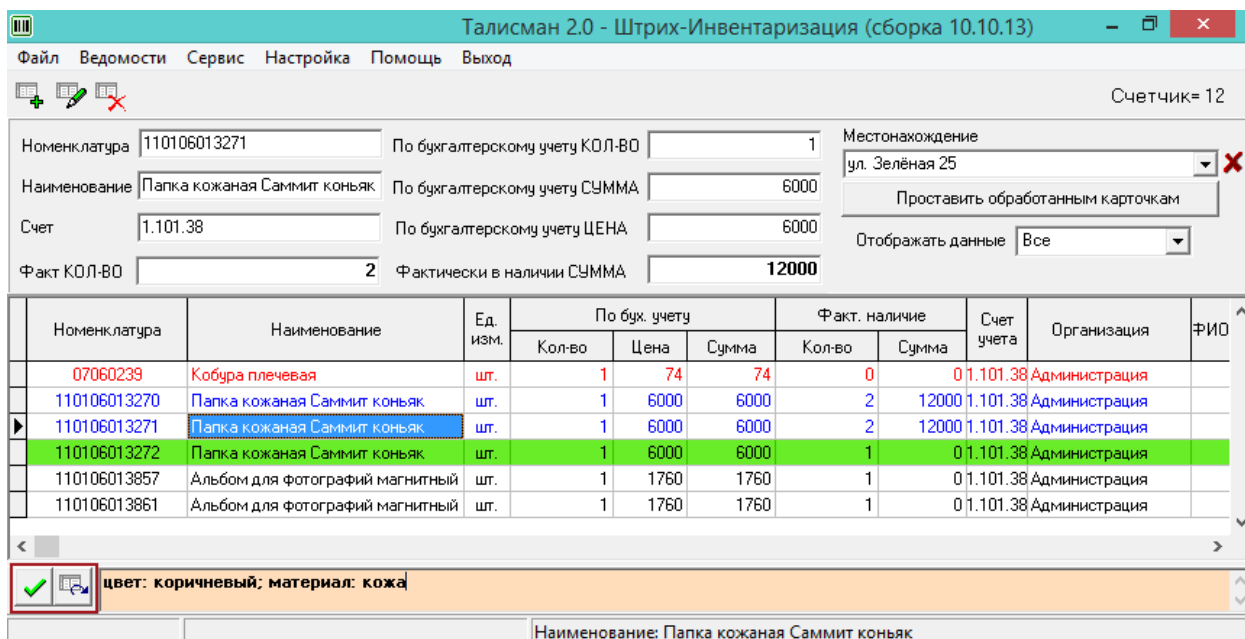 Талисман 2.0 - Штрих-Инвентаризация (сборка 10.10.13)
Файл Ведомости Сервис Настройка Помощь Выход
Счетчик= 12
Номенклатура 110106013271 По бухгалтерскому учету КОЛ-ВО 1 Местонахождение
ул. Зелёная 25
Наименование Папка кожаная Саммит коньяк По бухгалтерскому учету СУММА 6000 Проставить обработанным карточкам
Счет 1.101.38 По бухгалтерскому учету ЦЕНА 6000 Отображать данные Все
Факт КОЛ-ВО 2 Фактически в наличии СУММА 12000
Номенклатура Наименование Ед. изм. По бух. учету Факт. наличие Счет учета Организация ФИО
Кол-во Цена Сумма Кол-во Сумма
07060239 Кобура плечевая шт. 1 74 74 0 0 1.101.38 Администрация
110106013270 Папка кожаная Саммит коньяк шт. 1 6000 6000 2 12000 1.101.38 Администрация
110106013271 Папка кожаная Саммит коньяк шт. 1 6000 6000 2 12000 1.101.38 Администрация
110106013272 Папка кожаная Саммит коньяк шт. 1 6000 6000 1 0 1.101.38 Администрация
110106013857 Альбом для фотографий магнитный шт. 1 1760 1760 1 0 1.101.38 Администрация
110106013861 Альбом для фотографий магнитный шт. 1 1760 1760 1 0 1.101.38 Администрация
цвет: коричневый; материал: кожа
Наименование: Папка кожаная Саммит коньяк